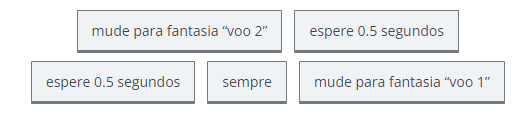 mude para fantasia “voo 2” espere 0.5 segundos
espere 0.5 segundos sempre mude para fantasia “voo 1”